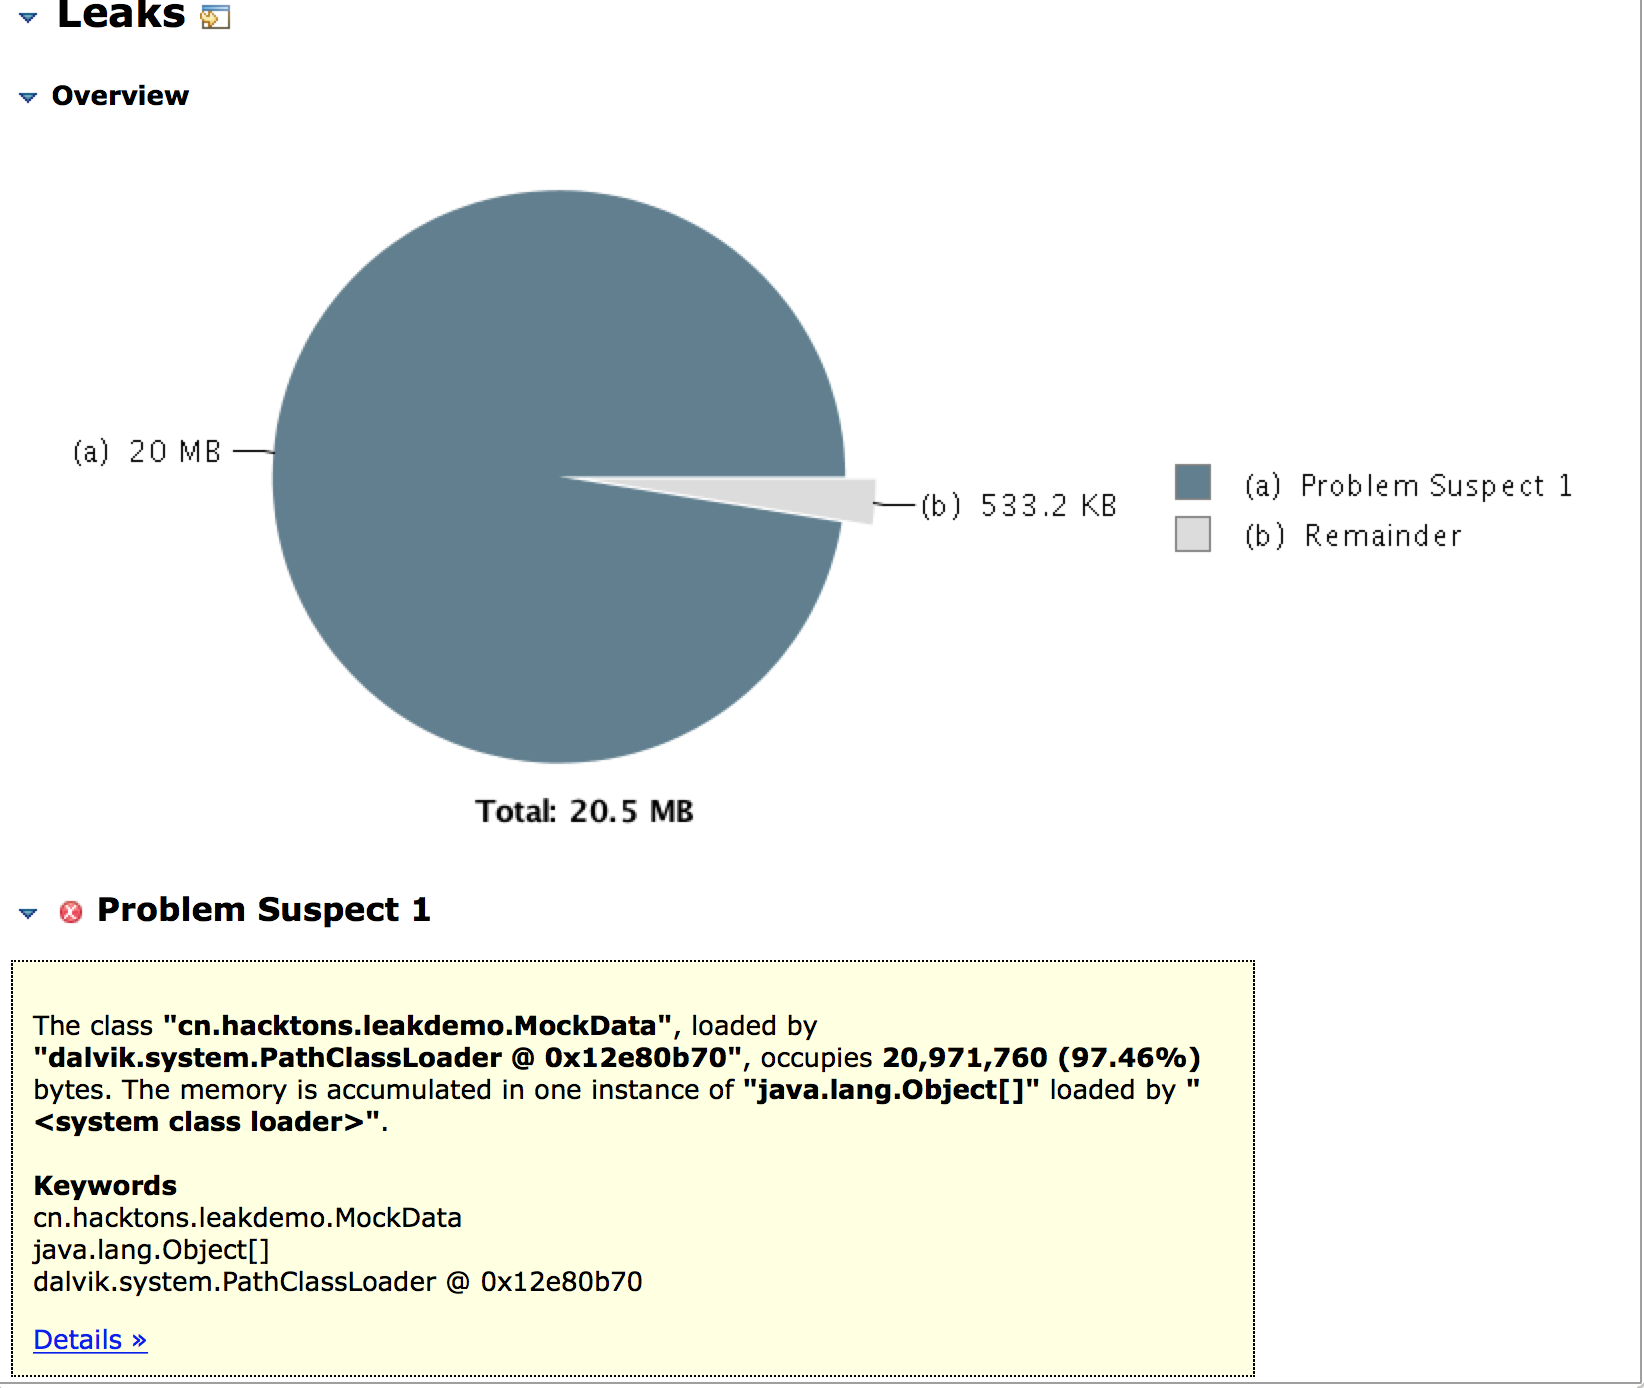 Leaks
Overview
(a) 20 MB
(b) 533.2 KB
(a) Problem Suspect 1
(b) Remainder
Total: 20.5 MB
Problem Suspect 1
The class "cn.hacktons.leakdemo.MockData", loaded by
"dalvik.system.PathClassLoader @ 0x12e80b70", occupies 20,971,760 (97.46%)
bytes. The memory is accumulated in one instance of "java.lang.Object[]" loaded by "
<system class loader>".
Keywords
cn.hacktons.leakdemo.MockData
java.lang.Object[]
dalvik.system.PathClassLoader @ 0x12e80b70
Details »